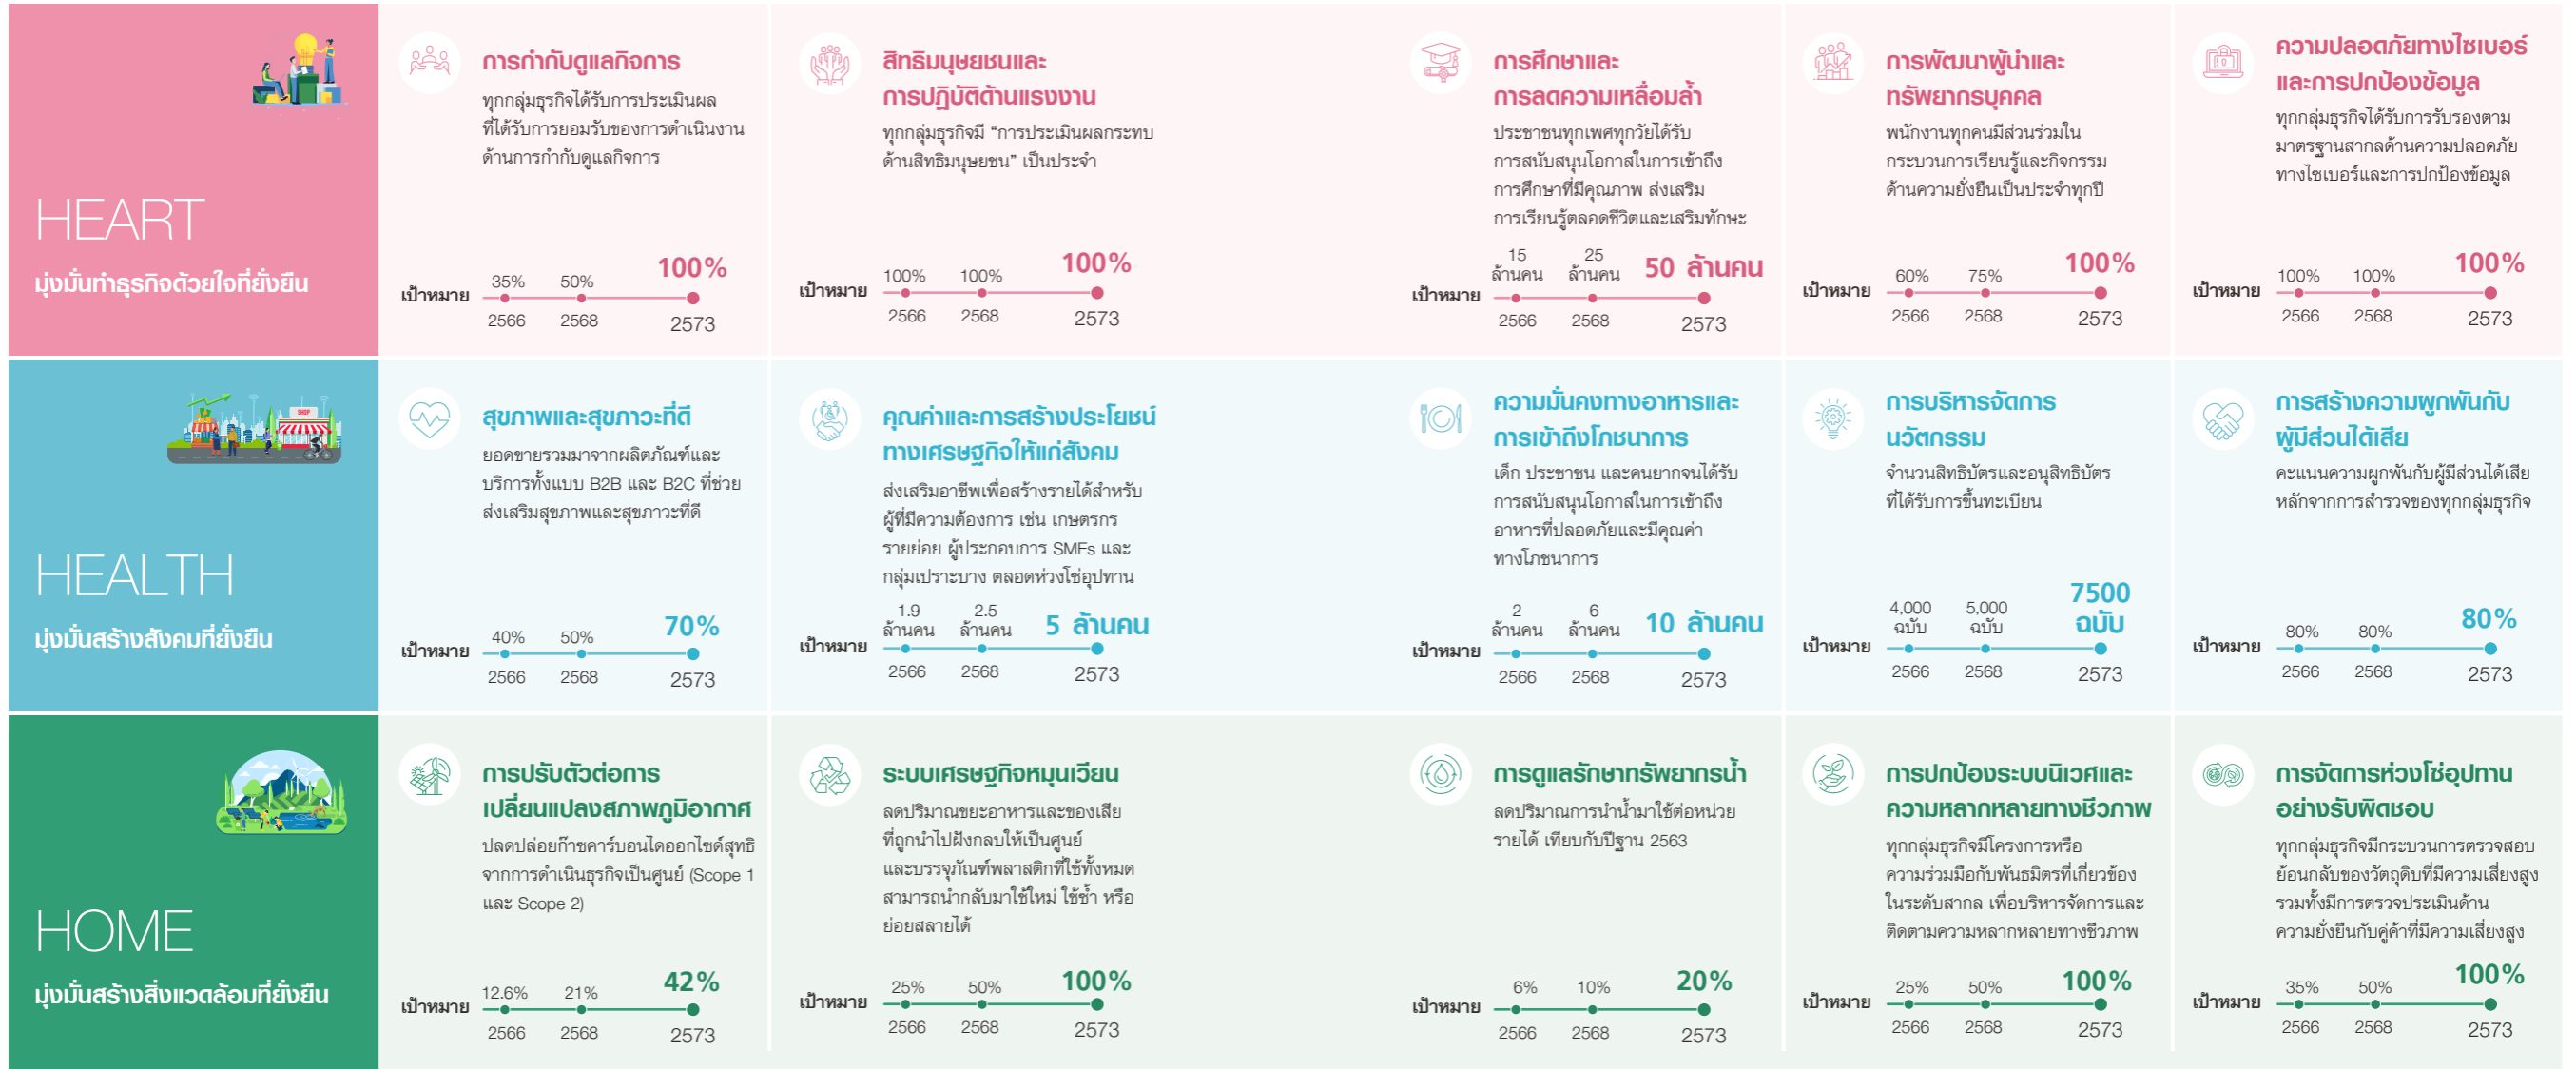 HEART
มุ่งมั่นทำธุรกิจด้วยใจที่ยั่งยืน
การกำกับดูแลกิจการ
ทุกกลุ่มธุรกิจได้รับการประเมินผล
ที่ได้รับการยอมรับของการดำเนินงาน
ด้านการกำกับดูแลกิจการ
เป้าหมาย
35% 50% 100%
2566 2568 2573
สิทธิมนุษยชนและ
การปฏิบัติด้านแรงงาน
ทุกกลุ่มธุรกิจมี “การประเมินผลกระทบ
ด้านสิทธิมนุษยชน” เป็นประจำ
เป้าหมาย
100% 100% 100%
2566 2568 2573
การศึกษาและ
การลดความเหลื่อมล้ำ
ประชาชนทุกเพศทุกวัยได้รับ
การสนับสนุนโอกาสในการเข้าถึง
การศึกษาที่มีคุณภาพ ส่งเสริม
การเรียนรู้ตลอดชีวิตและเสริมทักษะ
เป้าหมาย
15 25
ล้านคน ล้านคน 50 ล้านคน
2566 2568 2573
การพัฒนาผู้นำและ
ทรัพยากรบุคคล
พนักงานทุกคนมีส่วนร่วมใน
กระบวนการเรียนรู้และกิจกรรม
ด้านความยั่งยืนเป็นประจำทุกปี
เป้าหมาย
60% 75% 100%
2566 2568 2573
ความปลอดภัยทางไซเบอร์
และการปกป้องข้อมูล
ทุกกลุ่มธุรกิจได้รับการรับรองตาม
มาตรฐานสากลด้านความปลอดภัย
ทางไซเบอร์และการปกป้องข้อมูล
เป้าหมาย
100% 100% 100%
2566 2568 2573
SHOP
HEALTH
มุ่งมั่นสร้างสังคมที่ยั่งยืน
สุขภาพและสุขภาวะที่ดี
ยอดขายรวมมาจากผลิตภัณฑ์และ
บริการทั้งแบบ B2B และ B2C ที่ช่วย
ส่งเสริมสุขภาพและสุขภาวะที่ดี
เป้าหมาย
40% 50% 70%
2566 2568 2573
คุณค่าและการสร้างประโยชน์
ทางเศรษฐกิจให้แก่สังคม
ส่งเสริมอาชีพเพื่อสร้างรายได้สำหรับ
ผู้ที่มีความต้องการ เช่น เกษตรกร
รายย่อย ผู้ประกอบการ SMEs และ
กลุ่มเปราะบาง ตลอดห่วงโซ่อุปทาน
เป้าหมาย
1.9 2.5
ล้านคน ล้านคน 5 ล้านคน
2566 2568 2573
ความมั่นคงทางอาหารและ
การเข้าถึงโภชนาการ
เด็ก ประชาชน และคนยากจนได้รับ
การสนับสนุนโอกาสในการเข้าถึง
อาหารที่ปลอดภัยและมีคุณค่า
ทางโภชนาการ
เป้าหมาย
2 6
ล้านคน ล้านคน 10 ล้านคน
2566 2568 2573
การบริหารจัดการ
นวัตกรรม
จำนวนสิทธิบัตรและอนุสิทธิบัตร
ที่ได้รับการขึ้นทะเบียน
เป้าหมาย
4,000 5,000 7500
ฉบับ ฉบับ ฉบับ
2566 2568 2573
การสร้างความผูกพันกับ
ผู้มีส่วนได้เสีย
คะแนนความผูกพันกับผู้มีส่วนได้เสีย
หลักจากการสำรวจของทุกกลุ่มธุรกิจ
เป้าหมาย
80% 80% 80%
2566 2568 2573
HOME
มุ่งมั่นสร้างสิ่งแวดล้อมที่ยั่งยืน
การปรับตัวต่อการ
เปลี่ยนแปลงสภาพภูมิอากาศ
ปลดปล่อยก๊าซคาร์บอนไดออกไซด์สุทธิ
จากการดำเนินธุรกิจเป็นศูนย์ (Scope 1
และ Scope 2)
เป้าหมาย
12.6% 21% 42%
2566 2568 2573
ระบบเศรษฐกิจหมุนเวียน
ลดปริมาณขยะอาหารและของเสีย
ที่ถูกนำไปฝังกลบให้เป็นศูนย์
และบรรจุภัณฑ์พลาสติกที่ใช้ทั้งหมด
สามารถนำกลับมาใช้ใหม่ ใช้ซ้ำ หรือ
ย่อยสลายได้
เป้าหมาย
25% 50% 100%
2566 2568 2573
การดูแลรักษาทรัพยากรน้ำ
ลดปริมาณการนำน้ำมาใช้ต่อหน่วย
รายได้ เทียบกับปีฐาน 2563
เป้าหมาย
6% 10% 20%
2566 2568 2573
การปกป้องระบบนิเวศและ
ความหลากหลายทางชีวภาพ
ทุกกลุ่มธุรกิจมีโครงการหรือ
ความร่วมมือกับพันธมิตรที่เกี่ยวข้อง
ในระดับสากล เพื่อบริหารจัดการและ
ติดตามความหลากหลายทางชีวภาพ
เป้าหมาย
25% 50% 100%
2566 2568 2573
การจัดการห่วงโซ่อุปทาน
อย่างรับผิดชอบ
ทุกกลุ่มธุรกิจมีกระบวนการตรวจสอบ
ย้อนกลับของวัตถุดิบที่มีความเสี่ยงสูง
รวมทั้งมีการตรวจประเมินด้าน
ความยั่งยืนกับคู่ค้าที่มีความเสี่ยงสูง
เป้าหมาย
35% 50% 100%
2566 2568 2573